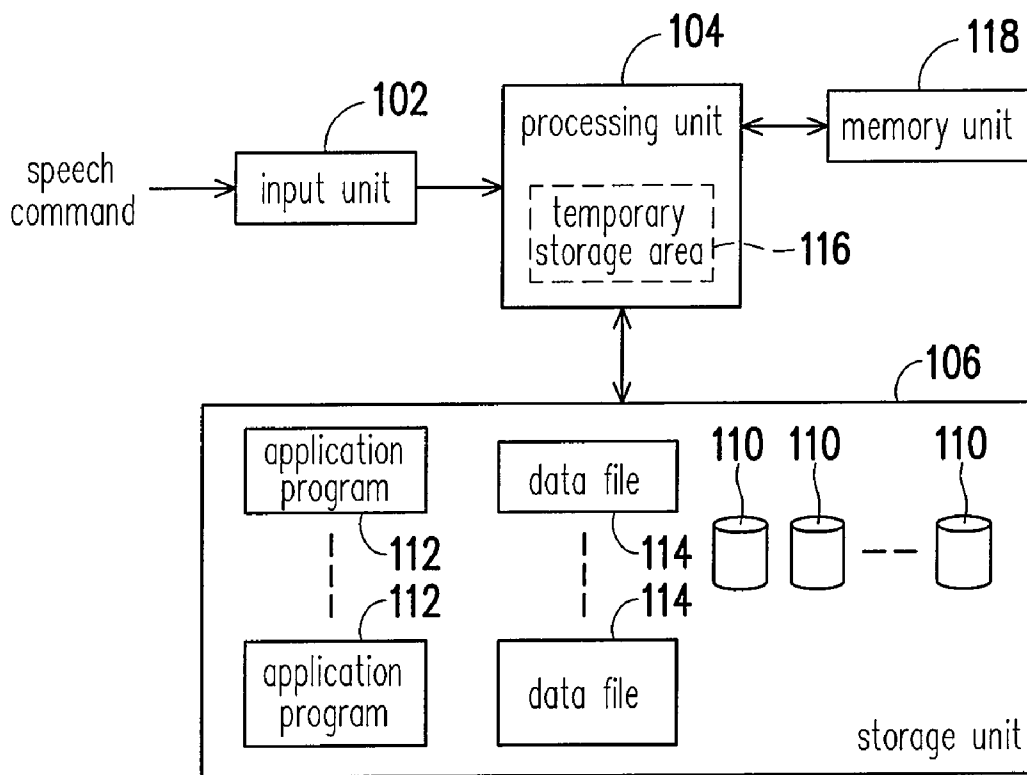 104
118
102
processing unit
memory unit
speech
command
input unit
temporary
storage area
116
106
application
program
data file
110 110 110
112
114
112
114
application
program
data file
storage unit